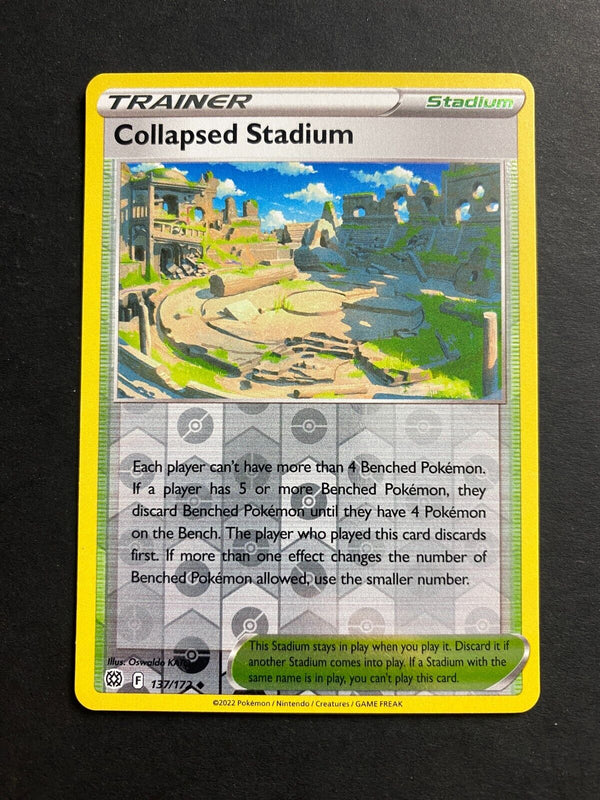 TRAINER Stadium
Collapsed Stadium
Each player can't have more than 4 Benched Pokémon.
If a player has 5 or more Benched Pokémon, they
discard Benched Pokémon until they have 4 Pokémon
on the Bench. The player who played this card discards
first. If more than one effect changes the number of
Benched Pokémon allowed, use the smaller number.
This Stadium stays in play when you play it. Discard it if
another Stadium comes into play. If a Stadium with the
same name is in play, you can't play this card.
Illus. Oswaldo
F 137/172
©2022 Pokémon / Nintendo / Creatures / GAME FREAK